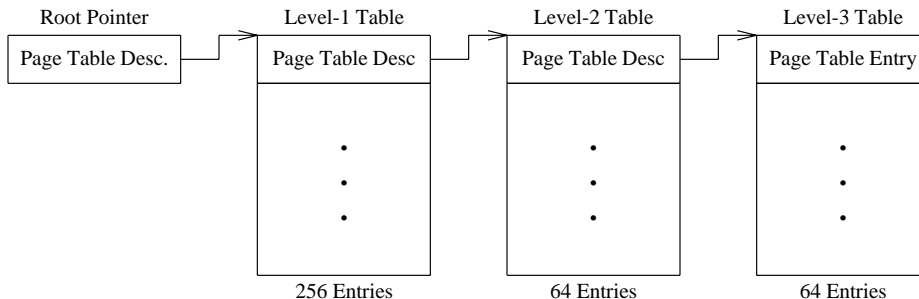 Root Pointer
Level-1 Table
Level-2 Table
Level-3 Table
Page Table Desc.
Page Table Desc
Page Table Desc
Page Table Entry
256 Entries
64 Entries
64 Entries